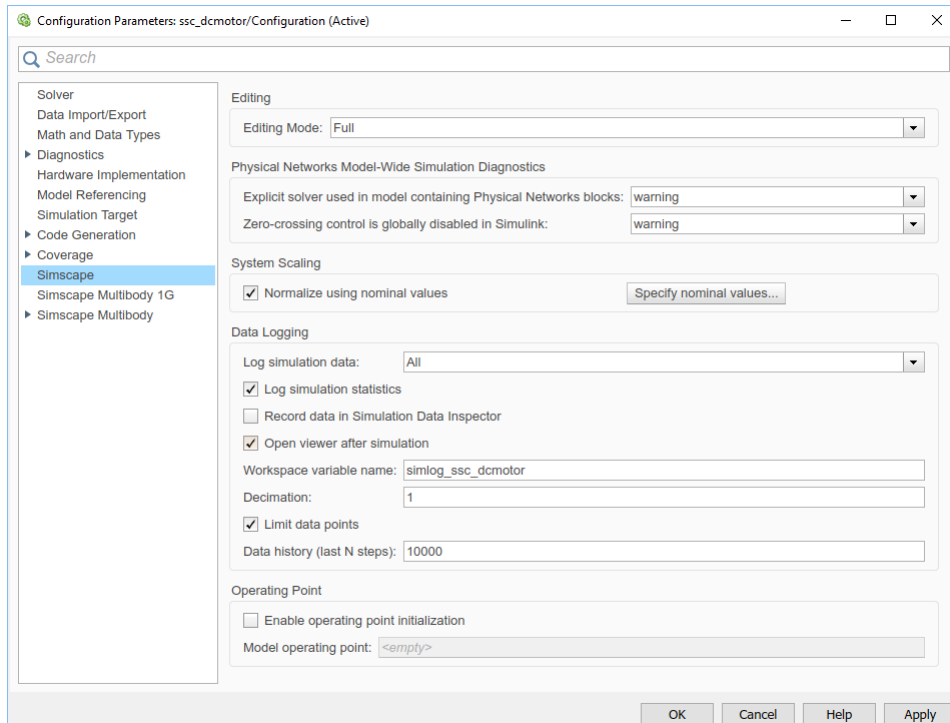 Configuration Parameters: ssc_dcmotor/Configuration (Active)
Search
Solver
Data Import/Export
Math and Data Types
Diagnostics
Hardware Implementation
Model Referencing
Simulation Target
Code Generation
Coverage
Simscape
Simscape Multibody 1G
Simscape Multibody
Editing
Editing Mode: Full
Physical Networks Model-Wide Simulation Diagnostics
Explicit solver used in model containing Physical Networks blocks: warning
Zero-crossing control is globally disabled in Simulink: warning
System Scaling
Normalize using nominal values Specify nominal values...
Data Logging
Log simulation data: All
Log simulation statistics
Record data in Simulation Data Inspector
Open viewer after simulation
Workspace variable name: simlog_ssc_dcmotor
Decimation: 1
Limit data points
Data history (last N steps): 10000
Operating Point
Enable operating point initialization
Model operating point: <empty>
OK Cancel Help Apply